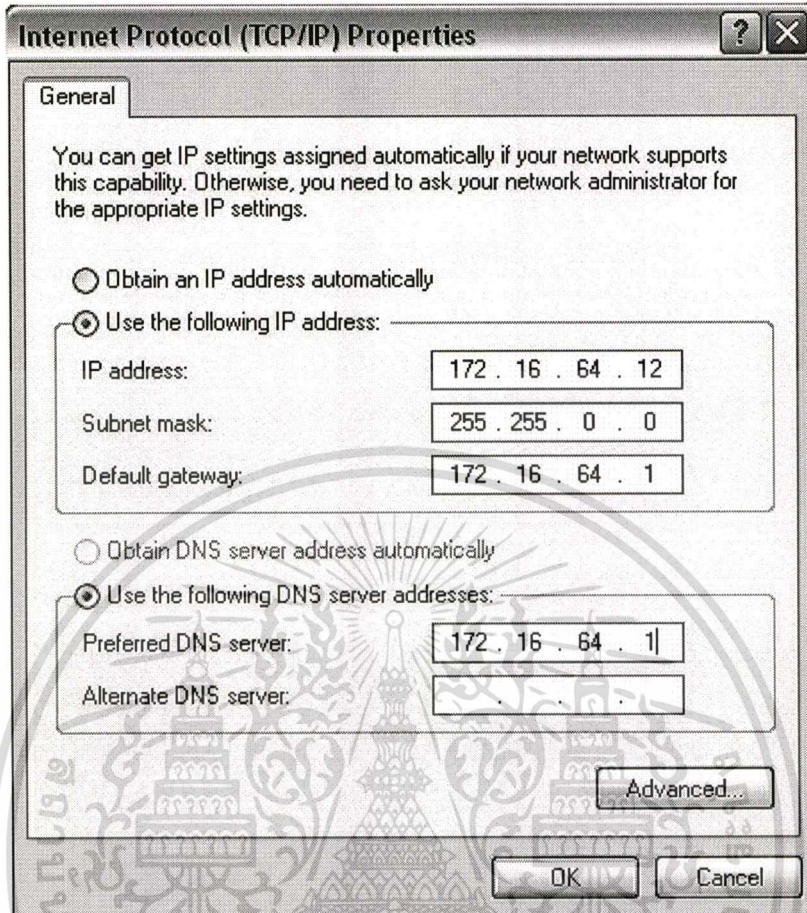 Internet Protocol (TCP/IP) Properties
General
You can get IP settings assigned automatically if your network supports
this capability. Otherwise, you need to ask your network administrator for
the appropriate IP settings.
Obtain an IP address automatically
Use the following IP address:
IP address: 172 . 16 . 64 . 12
Subnet mask: 255 . 255 . 0 . 0
Default gateway: 172 . 16 . 64 . 1
Obtain DNS server address automatically
Use the following DNS server addresses:
Preferred DNS server: 172 . 16 . 64 . 1
Alternate DNS server: . . .
Advanced...
OK Cancel